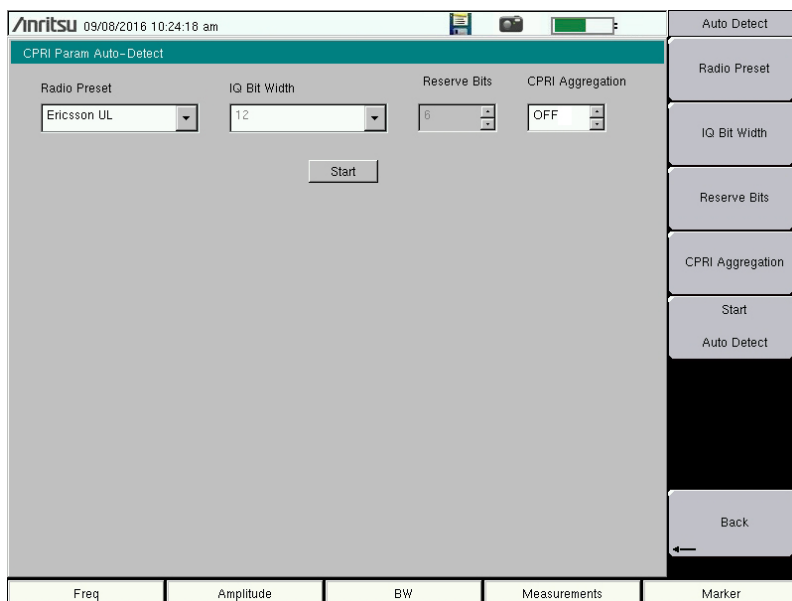 Anritsu 09/08/2016 10:24:18 am
Auto Detect
CPRI Param Auto-Detect
Radio Preset
IQ Bit Width
Reserve Bits
CPRI Aggregation
Ericsson UL
12
6
OFF
Start
Radio Preset
IQ Bit Width
Reserve Bits
CPRI Aggregation
Start
Auto Detect
Back
Freq
Amplitude
BW
Measurements
Marker